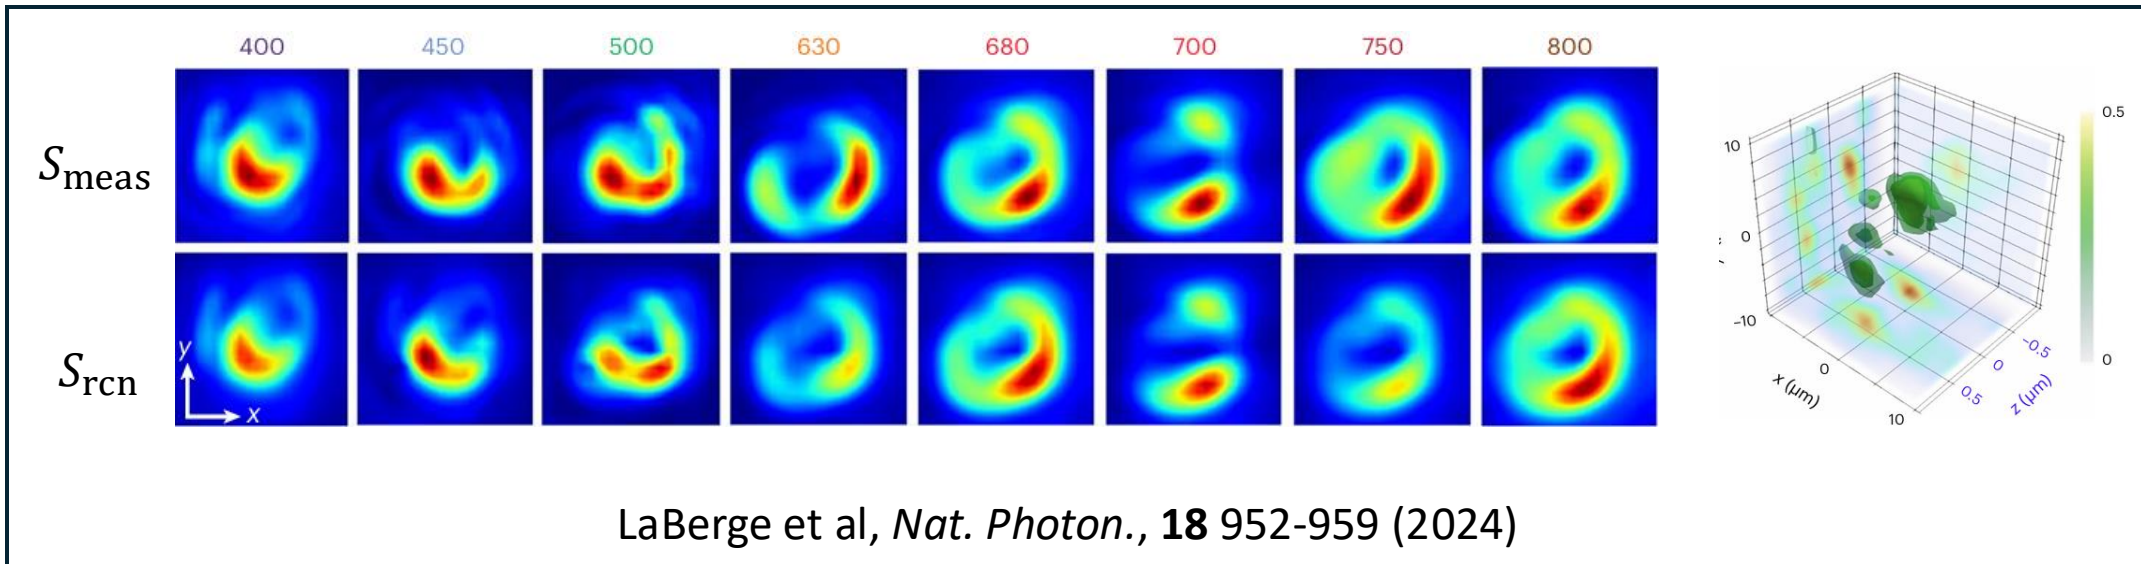 400 450 500 630 680 700 750 800
S_meas
S_rcn
y
x
10
0
-10
x (μm)
0
10
z (μm)
-0.5
0
0.5
0.5
0
LaBerge et al, Nat. Photon., 18 952-959 (2024)